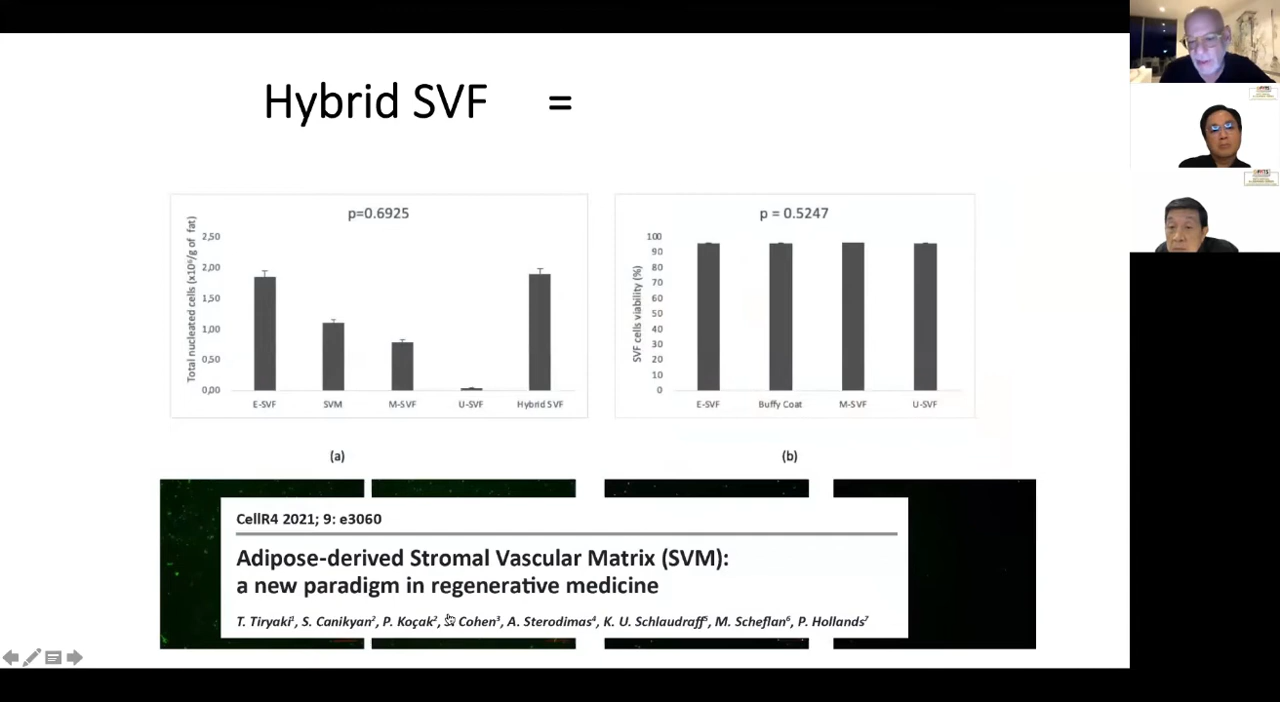 Hybrid SVF =
p=0.6925
Total nucleated cells (x10⁶/g of fat)
2,50
2,00
1,50
1,00
0,50
0,00
E-SVF SVM M-SVF U-SVF Hybrid SVF
(a)
p = 0.5247
SVF cells viability (%)
100
90
80
70
60
50
40
30
20
10
0
E-SVF Buffy Coat M-SVF U-SVF
(b)
CellR4 2021; 9: e3060
Adipose-derived Stromal Vascular Matrix (SVM):
a new paradigm in regenerative medicine
T. Tiryaki¹, S. Canikyan², P. Koçak², Cohen³, A. Sterodimas⁴, K. U. Schlaudraff⁵, M. Scheflan⁶, P. Hollands⁷